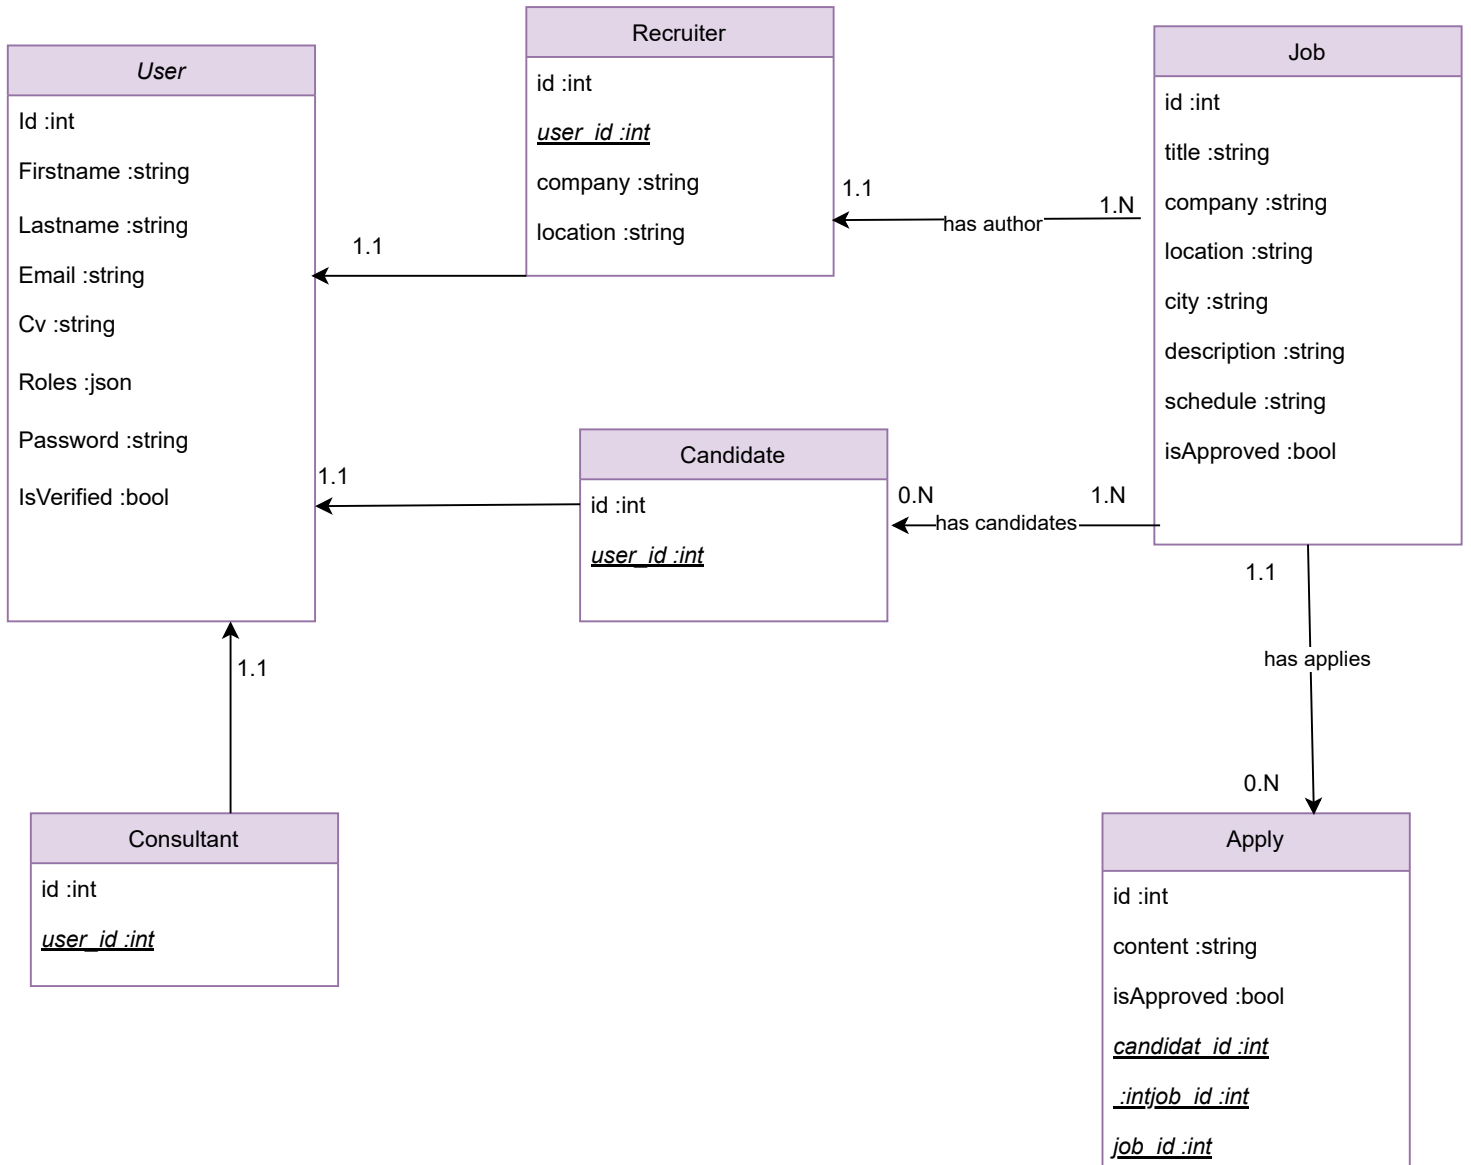 User
Id :int
Firstname :string
Lastname :string
Email :string
Cv :string
Roles :json
Password :string
IsVerified :bool
Recruiter
id :int
user_id :int
company :string
location :string
1.1
1.1
has author
1.N
Job
id :int
title :string
company :string
location :string
city :string
description :string
schedule :string
isApproved :bool
Candidate
id :int
user_id :int
1.1
0.N
has candidates
1.N
1.1
has applies
0.N
1.1
Consultant
id :int
user_id :int
Apply
id :int
content :string
isApproved :bool
candidat_id :int
_:intjob_id :int
job_id :int